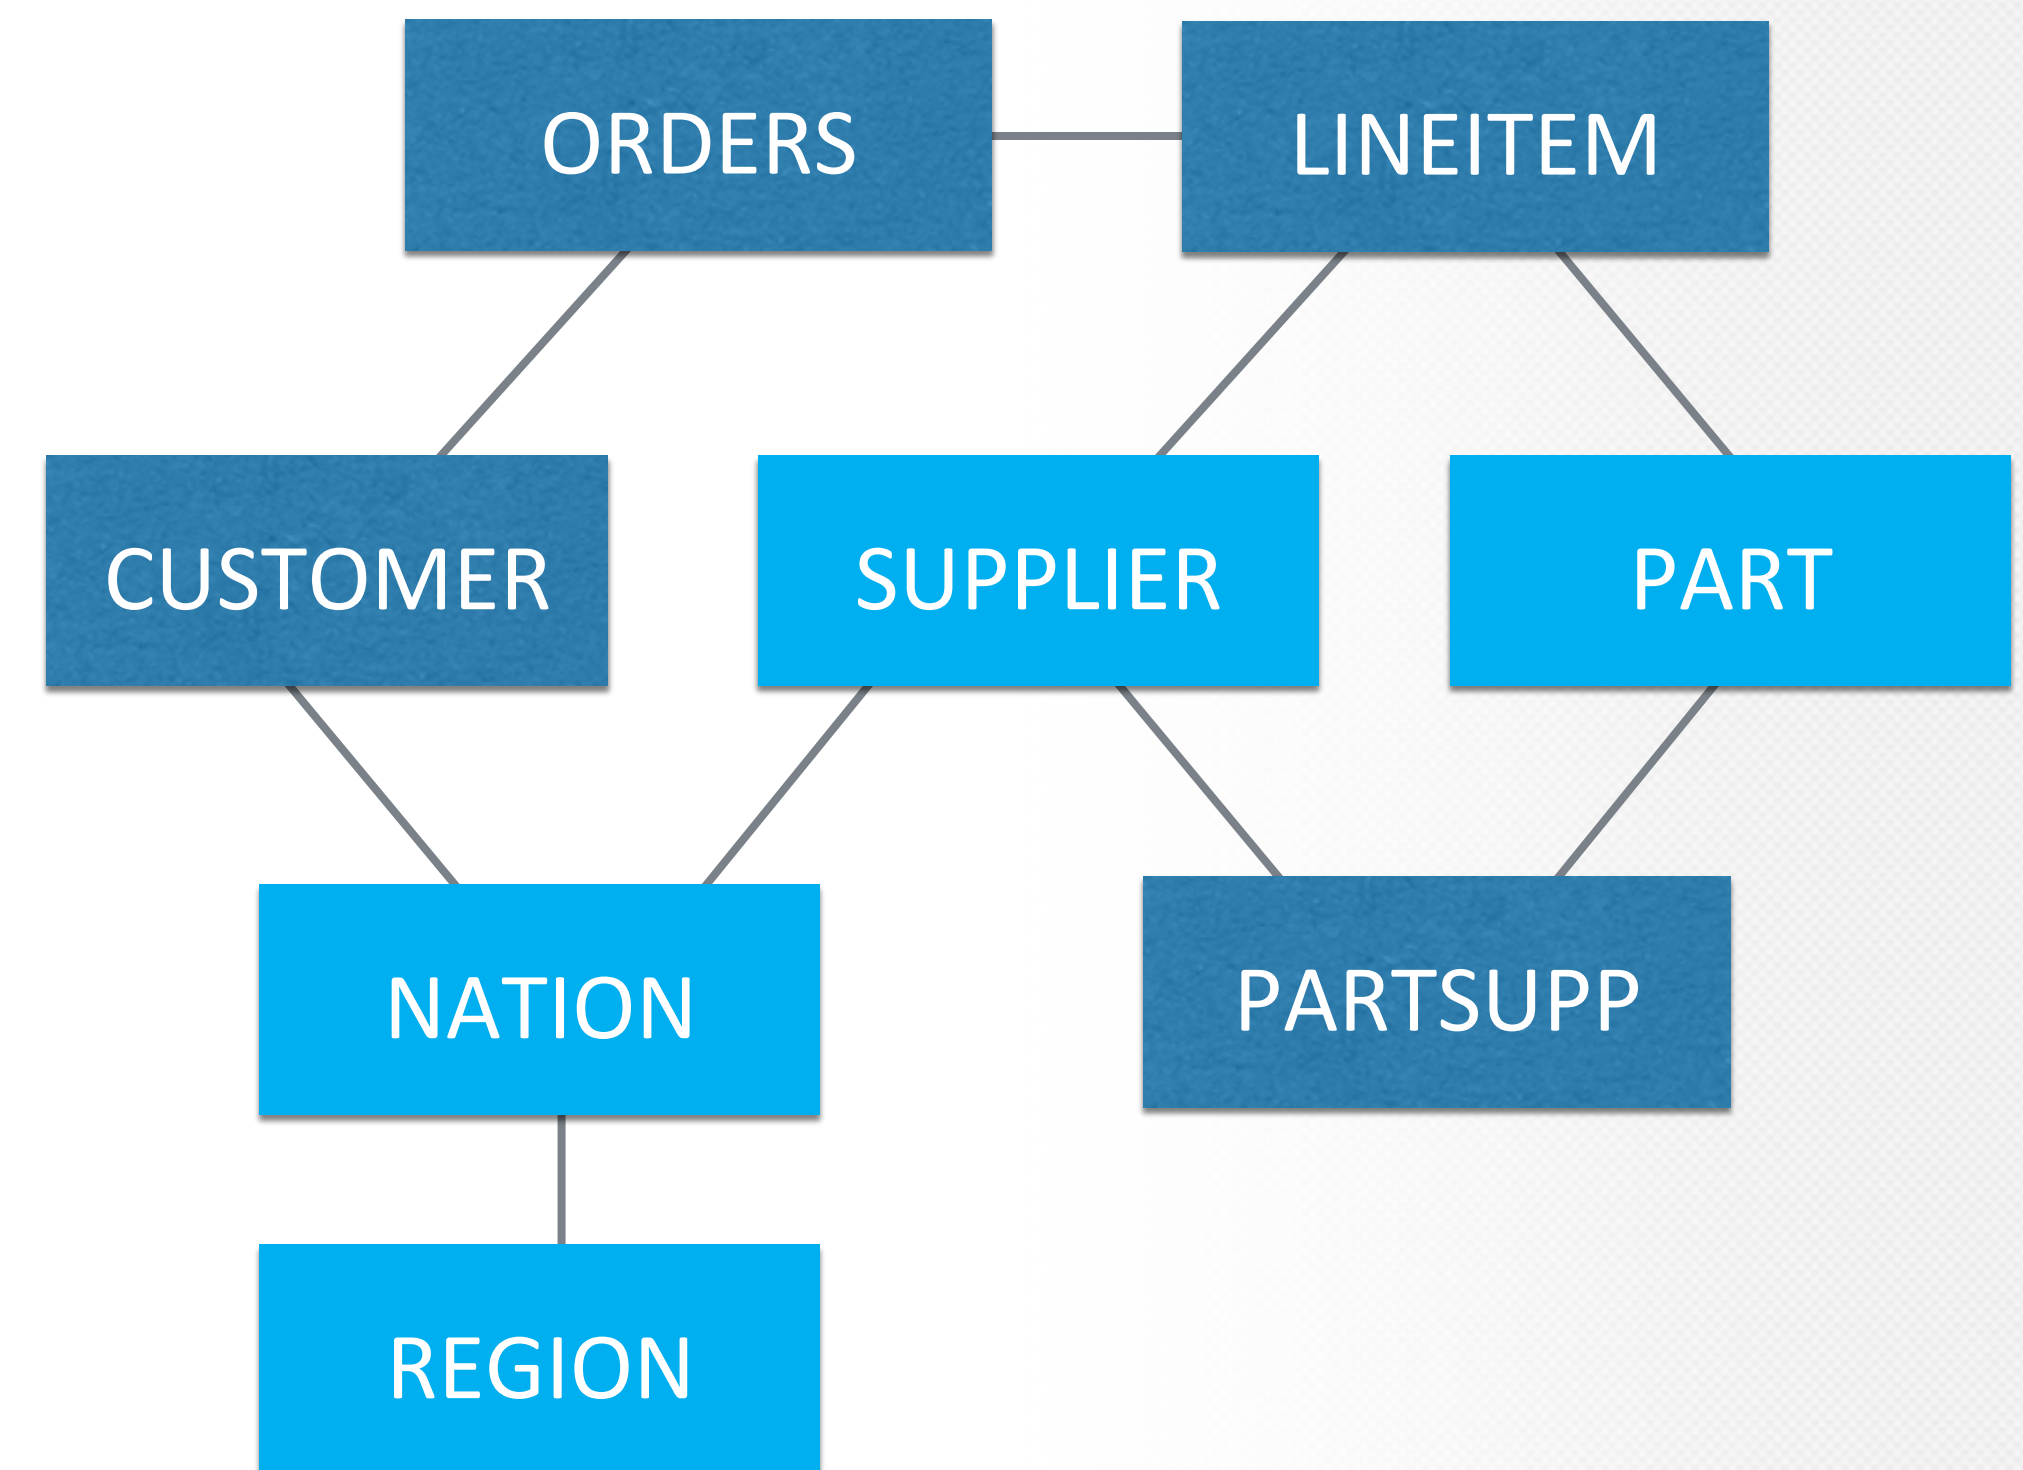 ORDERS
LINEITEM
CUSTOMER
SUPPLIER
PART
NATION
PARTSUPP
REGION